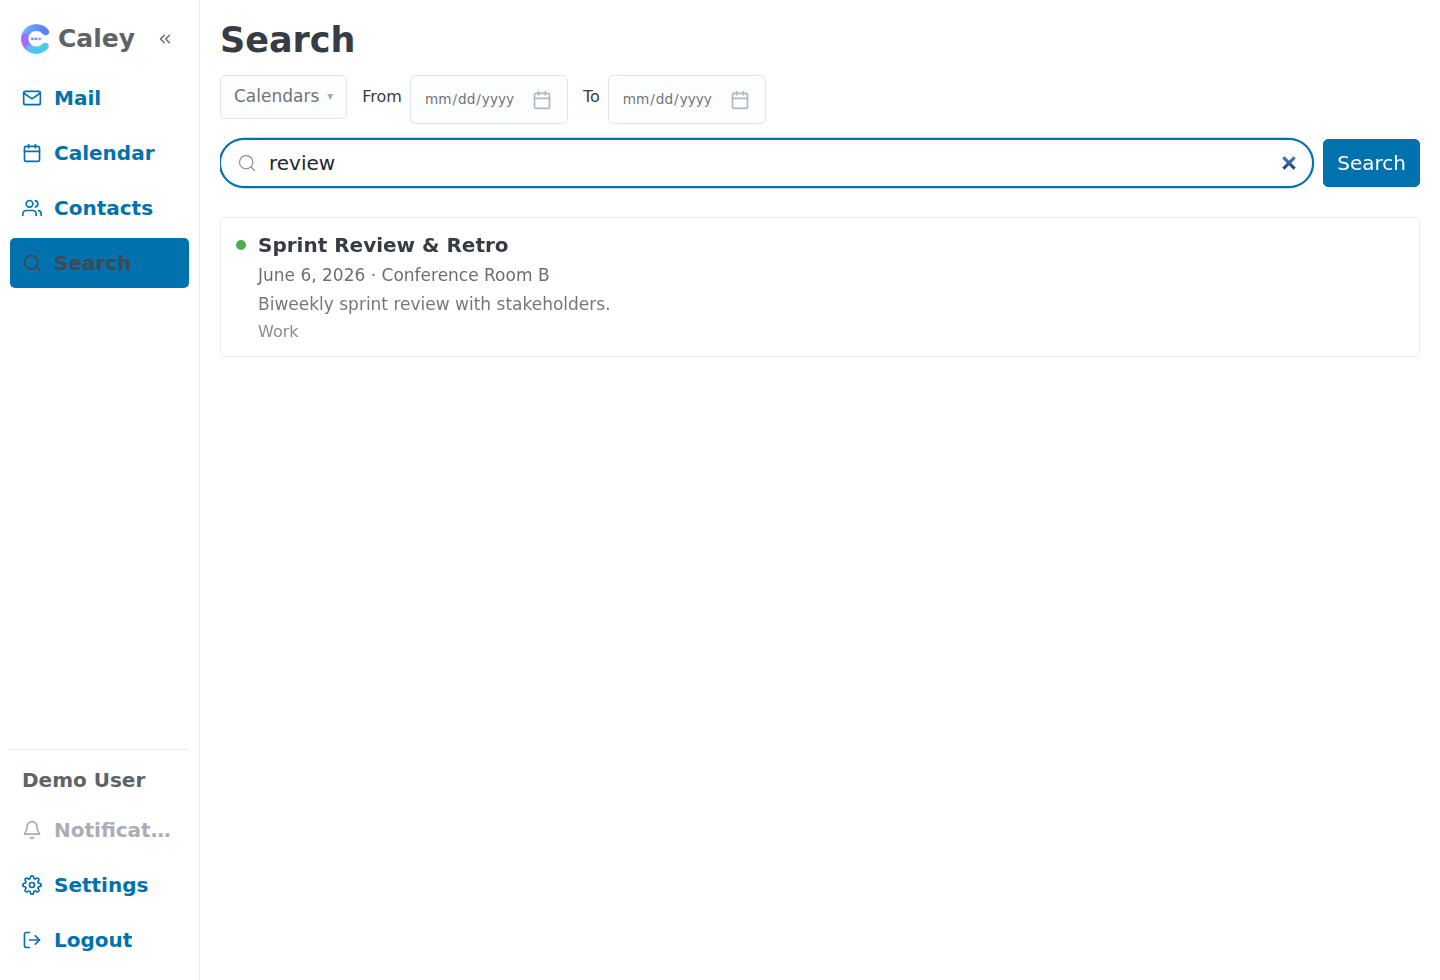 Caley
Mail
Calendar
Contacts
Search
Demo User
Notificat...
Settings
Logout
Search
Calendars ▾ From mm/dd/yyyy To mm/dd/yyyy
review Search
Sprint Review & Retro
June 6, 2026 · Conference Room B
Biweekly sprint review with stakeholders.
Work